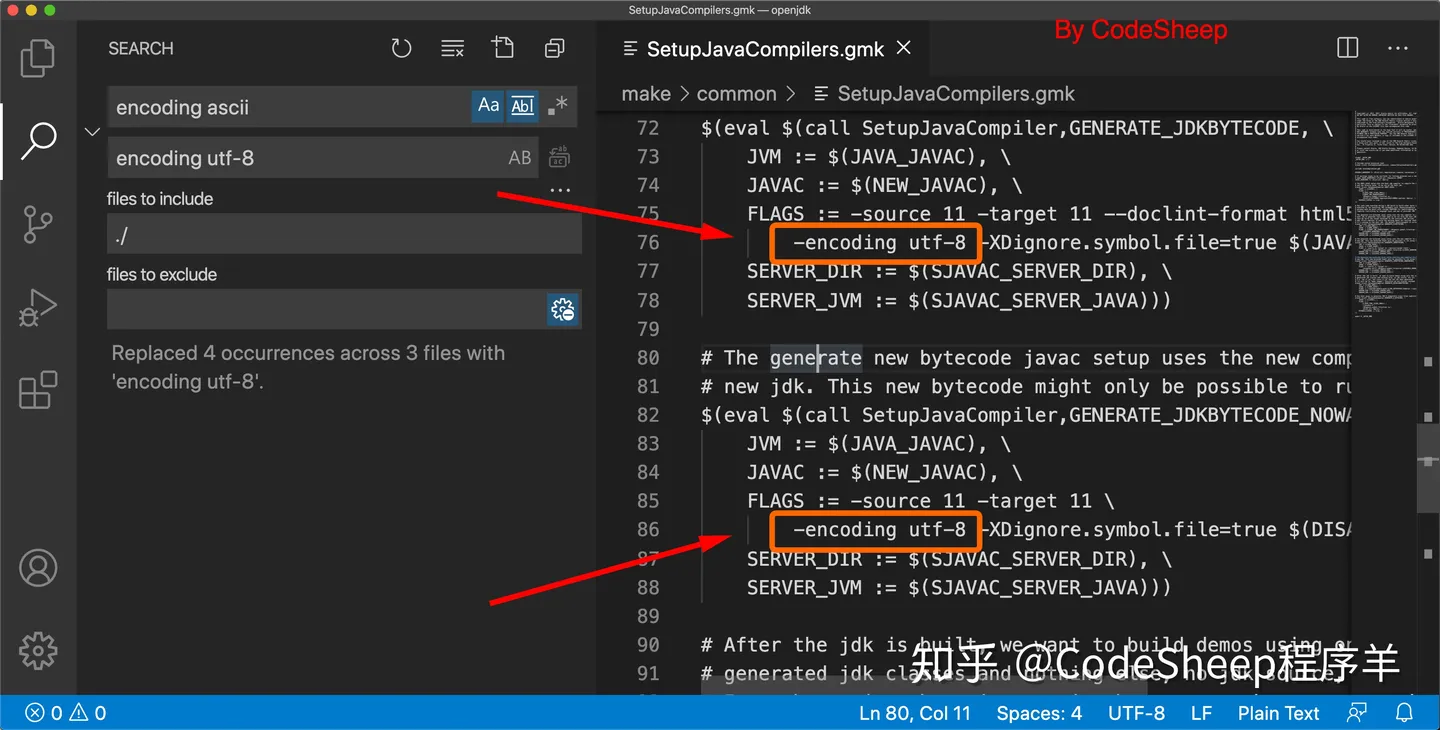 SetupJavaCompilers.gmk — openjdk
By CodeSheep
SEARCH
encoding ascii
Aa
Abl
.*
encoding utf-8
AB
files to include
./
files to exclude
Replaced 4 occurrences across 3 files with
'encoding utf-8'.
SetupJavaCompilers.gmk
make > common > SetupJavaCompilers.gmk
72 $(eval $(call SetupJavaCompiler,GENERATE_JDKBYTECODE, \
73 JVM := $(JAVA_JAVAC), \
74 JAVAC := $(NEW_JAVAC), \
75 FLAGS := -source 11 -target 11 --doclint-format html5
76 -encoding utf-8 -XDignore.symbol.file=true $(JAVA
77 SERVER_DIR := $(SJAVAC_SERVER_DIR), \
78 SERVER_JVM := $(SJAVAC_SERVER_JAVA)))
79
80 # The generate new bytecode javac setup uses the new comp
81 # new jdk. This new bytecode might only be possible to ru
82 $(eval $(call SetupJavaCompiler,GENERATE_JDKBYTECODE_NOWA
83 JVM := $(JAVA_JAVAC), \
84 JAVAC := $(NEW_JAVAC), \
85 FLAGS := -source 11 -target 11 \
86 -encoding utf-8 -XDignore.symbol.file=true $(DISA
87 SERVER_DIR := $(SJAVAC_SERVER_DIR), \
88 SERVER_JVM := $(SJAVAC_SERVER_JAVA)))
89
90 # After the jdk is built, we want to build demos using o
91 # generated jdk classes and nothing else, no jdk source,
知乎 @CodeSheep程序羊
0 0
Ln 80, Col 11 Spaces: 4 UTF-8 LF Plain Text